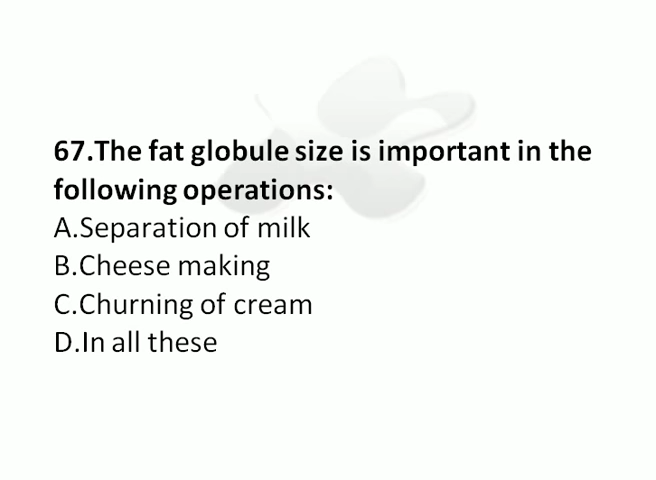 67.The fat globule size is important in the
following operations:
A.Separation of milk
B.Cheese making
C.Churning of cream
D.In all these